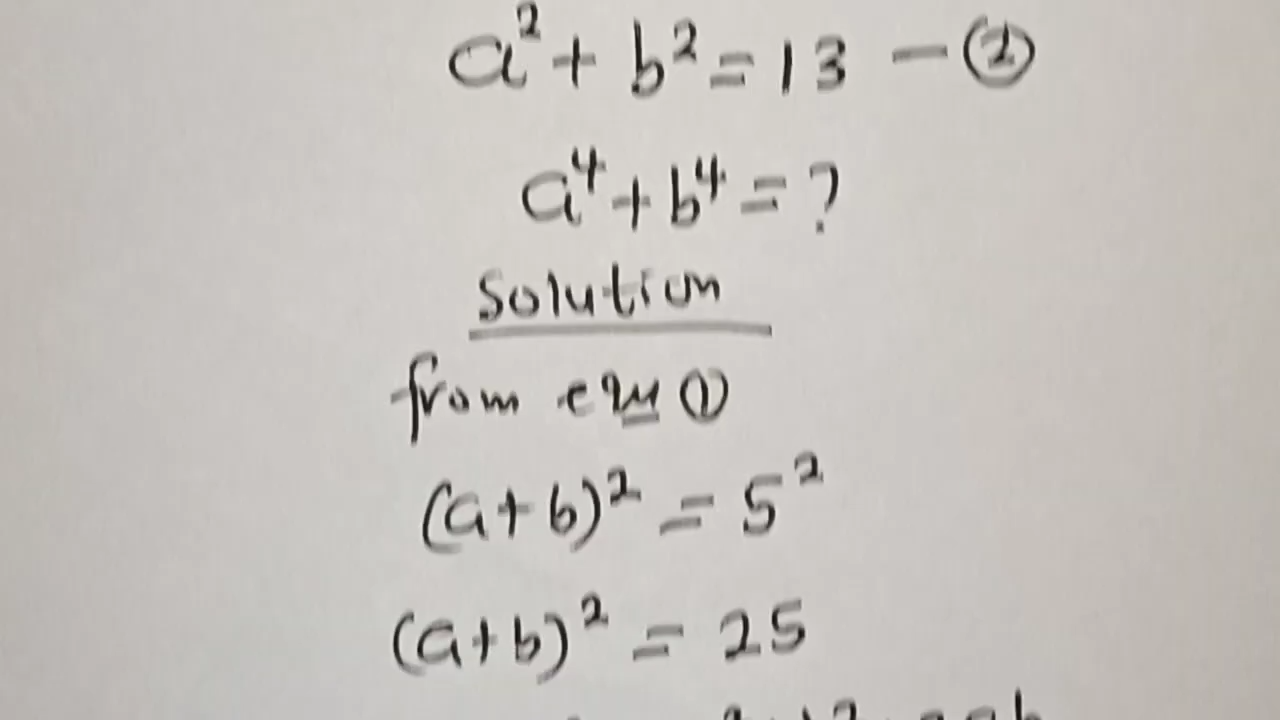 a² + b² = 13 — ②
a⁴ + b⁴ = ?
Solution
from eqn ①
(a+b)² = 5²
(a+b)² = 25